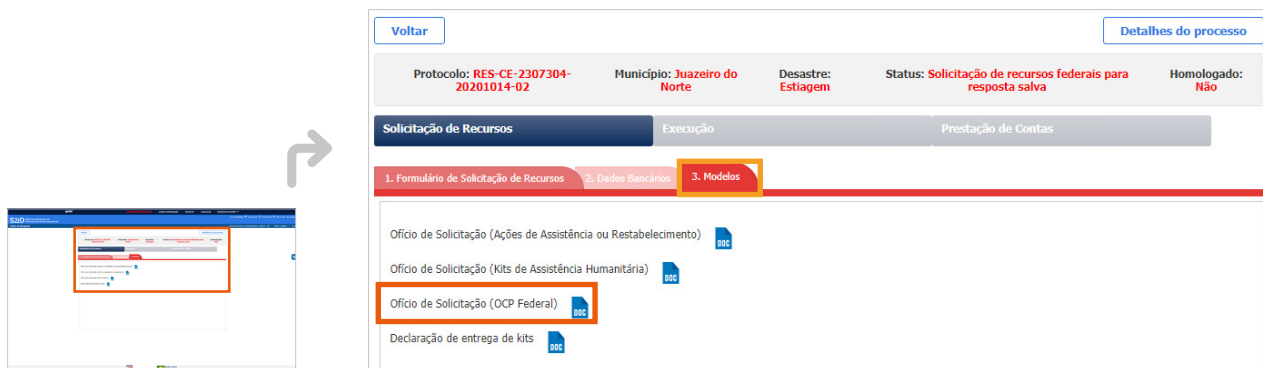 Voltar
Detalhes do processo
Protocolo: RES-CE-2307304-
20201014-02
Município: Juazeiro do
Norte
Desastre:
Estiagem
Status: Solicitação de recursos federais para
resposta salva
Homologado:
Não
Solicitação de Recursos
Execução
Prestação de Contas
1. Formulário de Solicitação de Recursos
2. Dados Bancários
3. Modelos
Ofício de Solicitação (Ações de Assistência ou Restabelecimento)
DOC
Ofício de Solicitação (Kits de Assistência Humanitária)
DOC
Ofício de Solicitação (OCP Federal)
DOC
Declaração de entrega de kits
DOC
S2iD